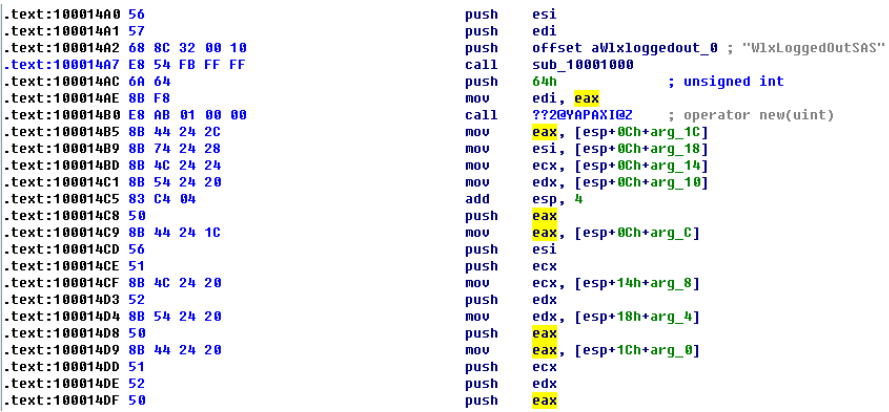 .text:100014A0 56 push esi
.text:100014A1 57 push edi
.text:100014A2 68 8C 32 00 10 push offset aWlxloggedout_0 ; "WlxLoggedOutSAS"
.text:100014A7 E8 54 FB FF FF call sub_10001000
.text:100014AC 6A 64 push 64h ; unsigned int
.text:100014AE 8B F8 mov edi, eax
.text:100014B0 E8 AB 01 00 00 call ??2@YAPAXI@Z ; operator new(uint)
.text:100014B5 8B 44 24 2C mov eax, [esp+0Ch+arg_1C]
.text:100014B9 8B 74 24 28 mov esi, [esp+0Ch+arg_18]
.text:100014BD 8B 4C 24 24 mov ecx, [esp+0Ch+arg_14]
.text:100014C1 8B 54 24 20 mov edx, [esp+0Ch+arg_10]
.text:100014C5 83 C4 04 add esp, 4
.text:100014C8 50 push eax
.text:100014C9 8B 44 24 1C mov eax, [esp+0Ch+arg_C]
.text:100014CD 56 push esi
.text:100014CE 51 push ecx
.text:100014CF 8B 4C 24 20 mov ecx, [esp+14h+arg_8]
.text:100014D3 52 push edx
.text:100014D4 8B 54 24 20 mov edx, [esp+18h+arg_4]
.text:100014D8 50 push eax
.text:100014D9 8B 44 24 20 mov eax, [esp+1Ch+arg_0]
.text:100014DD 51 push ecx
.text:100014DE 52 push edx
.text:100014DF 50 push eax